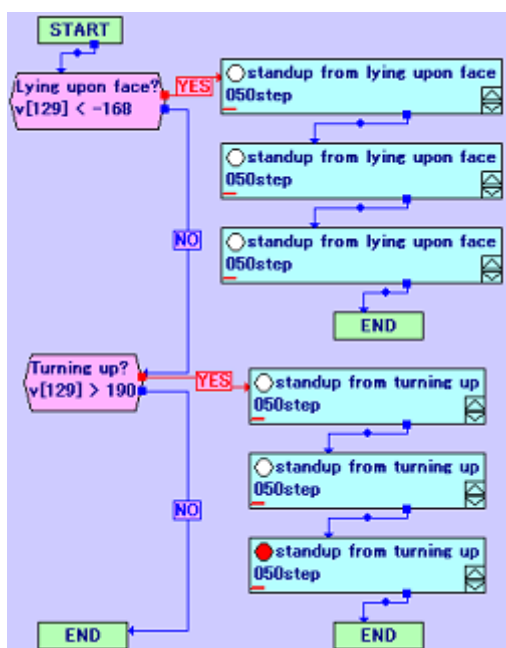 START
Lying upon face?
v[129] < -168
YES
standup from lying upon face
050step
standup from lying upon face
050step
NO
standup from lying upon face
050step
END
Turning up?
v[129] > 190
YES
standup from turning up
050step
standup from turning up
050step
NO
standup from turning up
050step
END
END